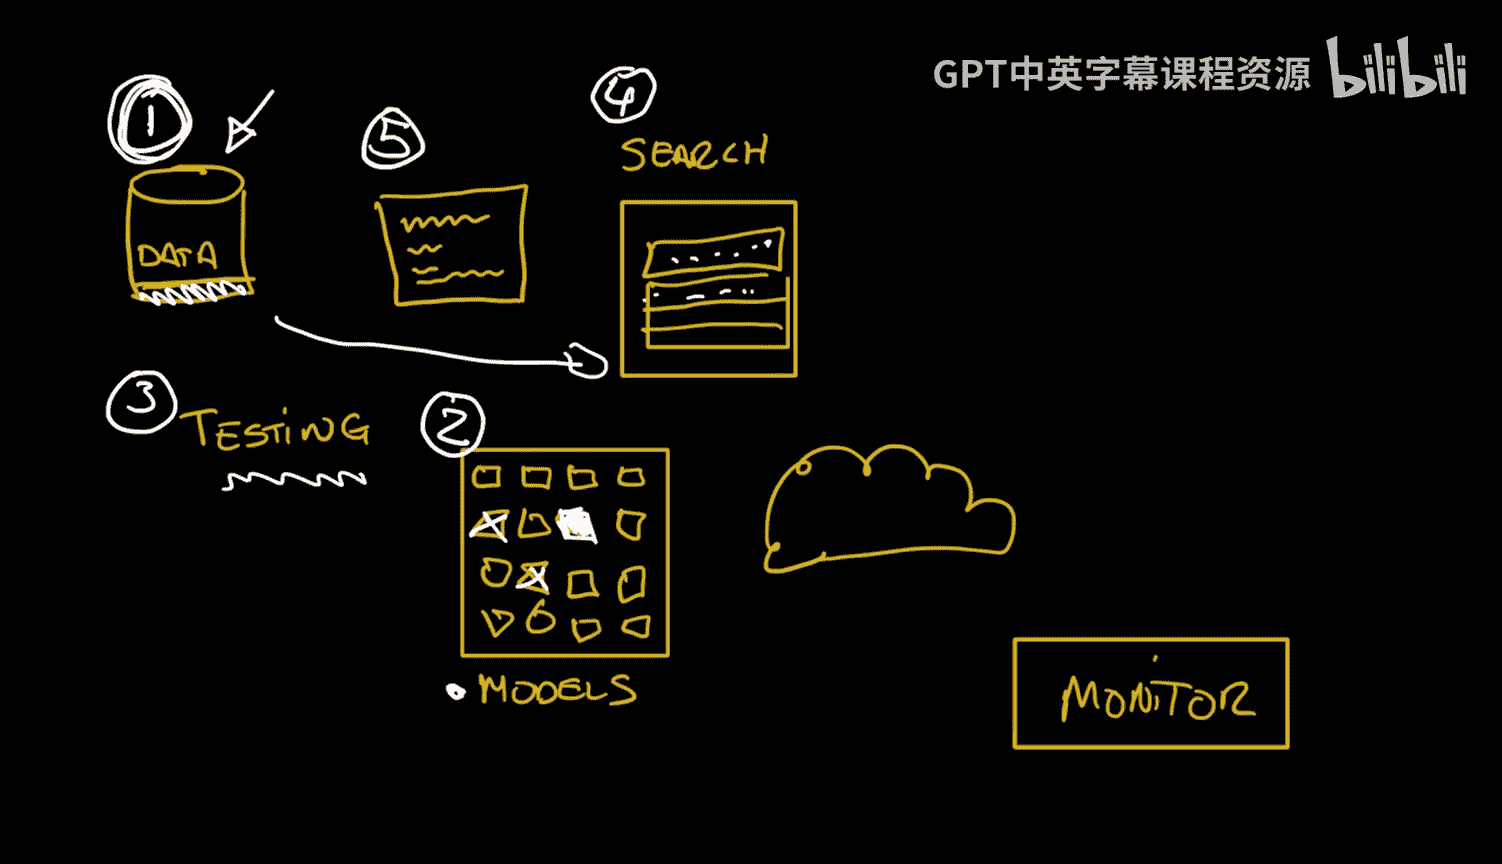 GPT中英字幕课程资源 bilibili
1
5
4
SEARCH
DATA
3
TESTING
2
MODELS
MONITOR